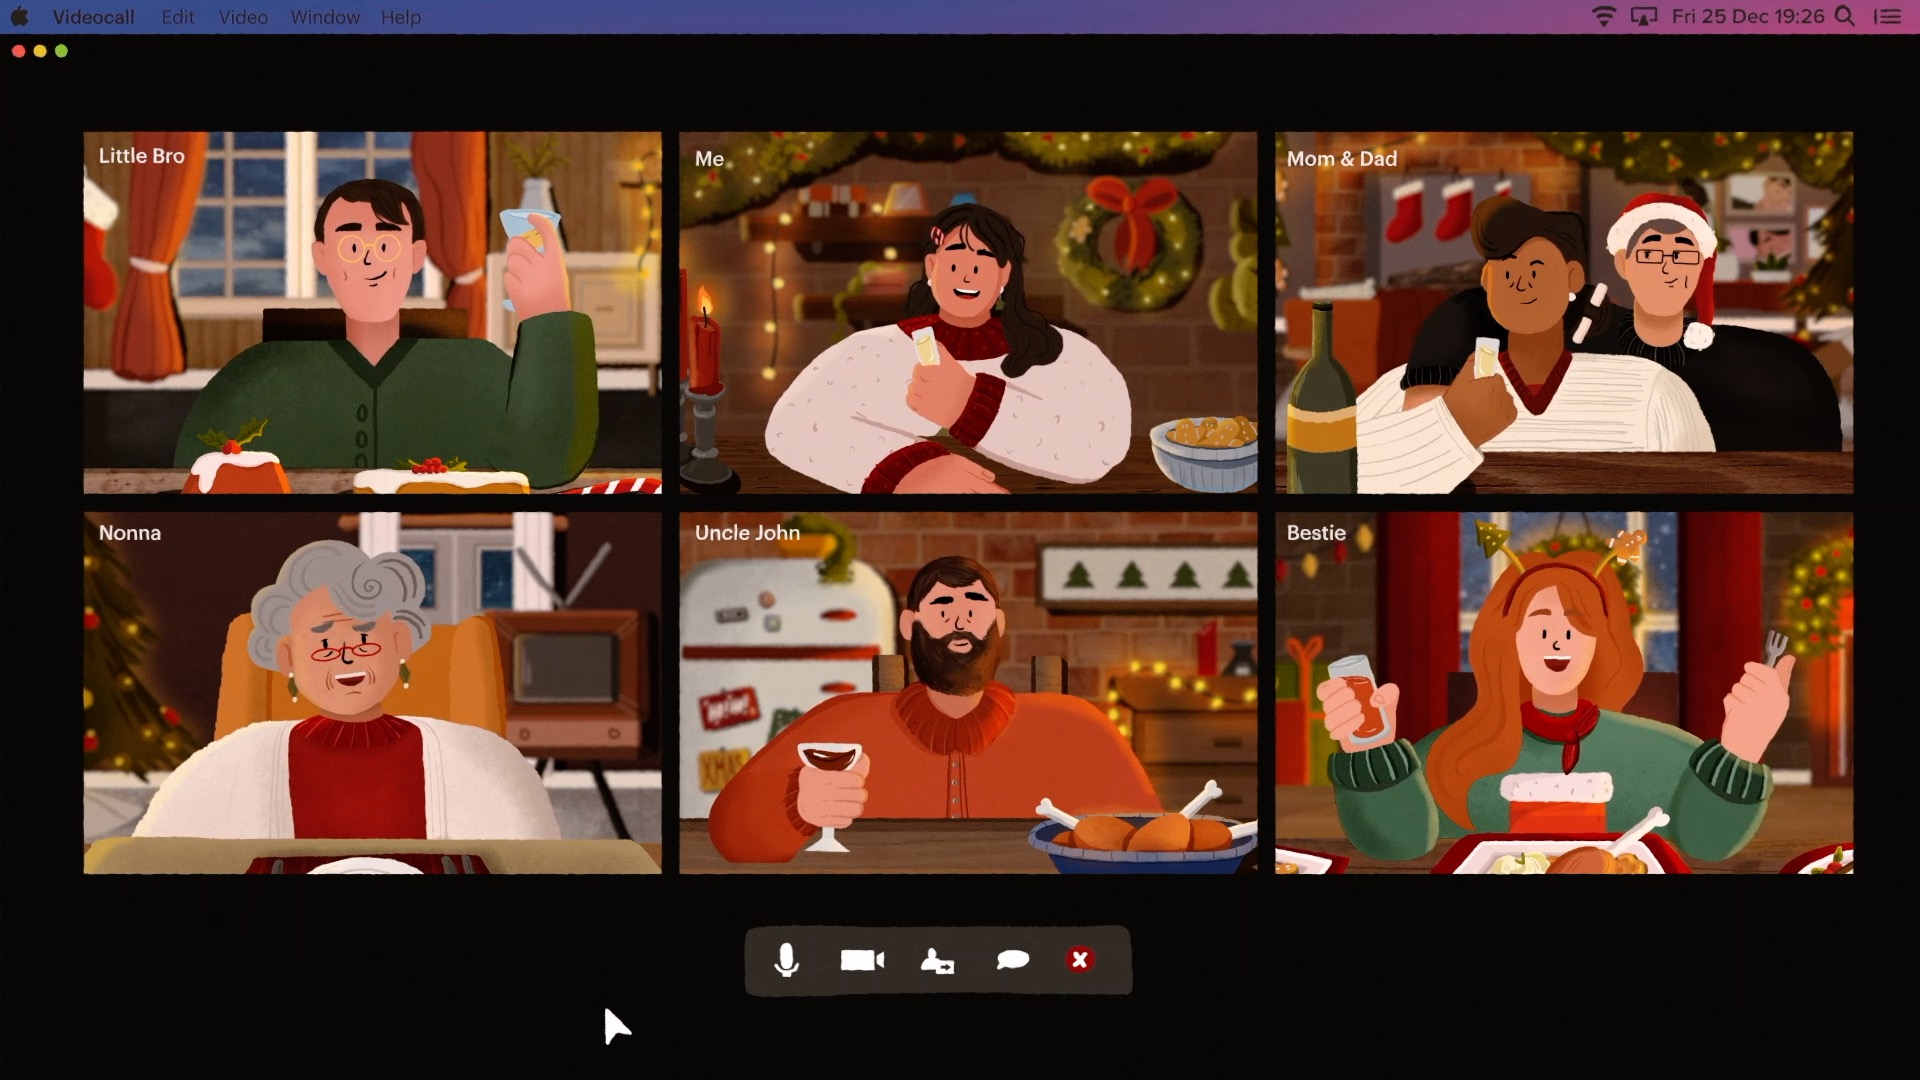 Videocall Edit Video Window Help Fri 25 Dec 19:26
Little Bro
Me
Mom & Dad
Nonna
Uncle John
Bestie
XMAS